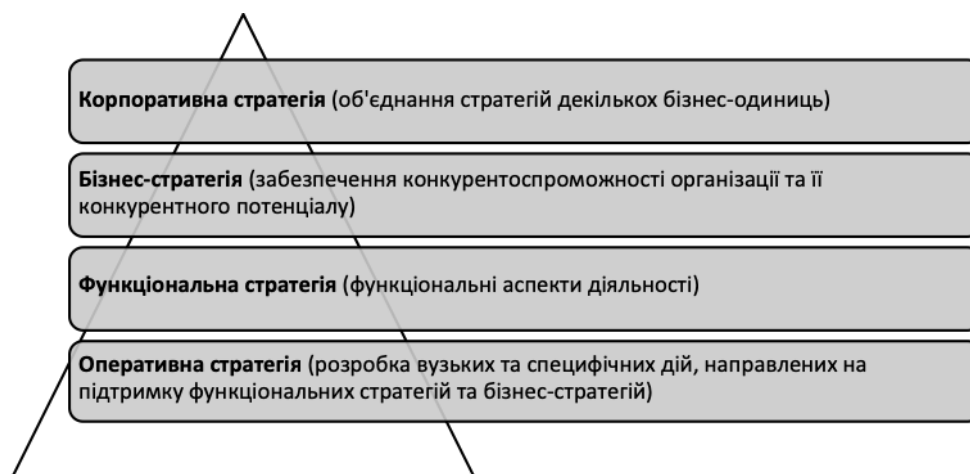 Корпоративна стратегія (об'єднання стратегій декількох бізнес-одиниць)
Бізнес-стратегія (забезпечення конкурентоспроможності організації та її
конкурентного потенціалу)
Функціональна стратегія (функціональні аспекти діяльності)
Оперативна стратегія (розробка вузьких та специфічних дій, направлених на
підтримку функціональних стратегій та бізнес-стратегій)